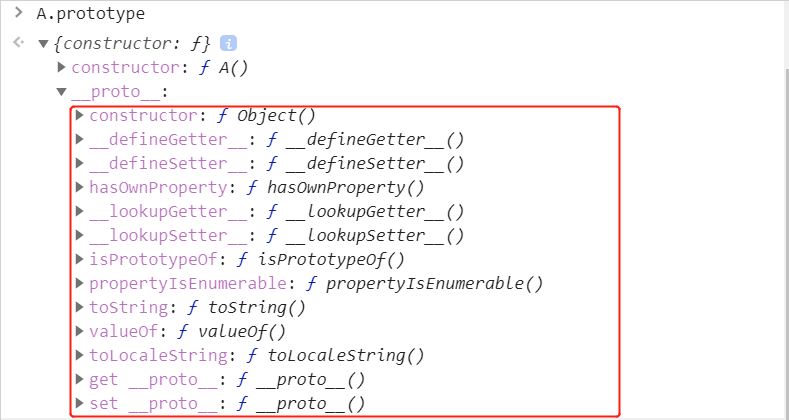 A.prototype
{constructor: ƒ} i
constructor: ƒ A()
__proto__:
constructor: ƒ Object()
__defineGetter__: ƒ __defineGetter__()
__defineSetter__: ƒ __defineSetter__()
hasOwnProperty: ƒ hasOwnProperty()
__lookupGetter__: ƒ __lookupGetter__()
__lookupSetter__: ƒ __lookupSetter__()
isPrototypeOf: ƒ isPrototypeOf()
propertyIsEnumerable: ƒ propertyIsEnumerable()
toString: ƒ toString()
valueOf: ƒ valueOf()
toLocaleString: ƒ toLocaleString()
get __proto__: ƒ __proto__()
set __proto__: ƒ __proto__()